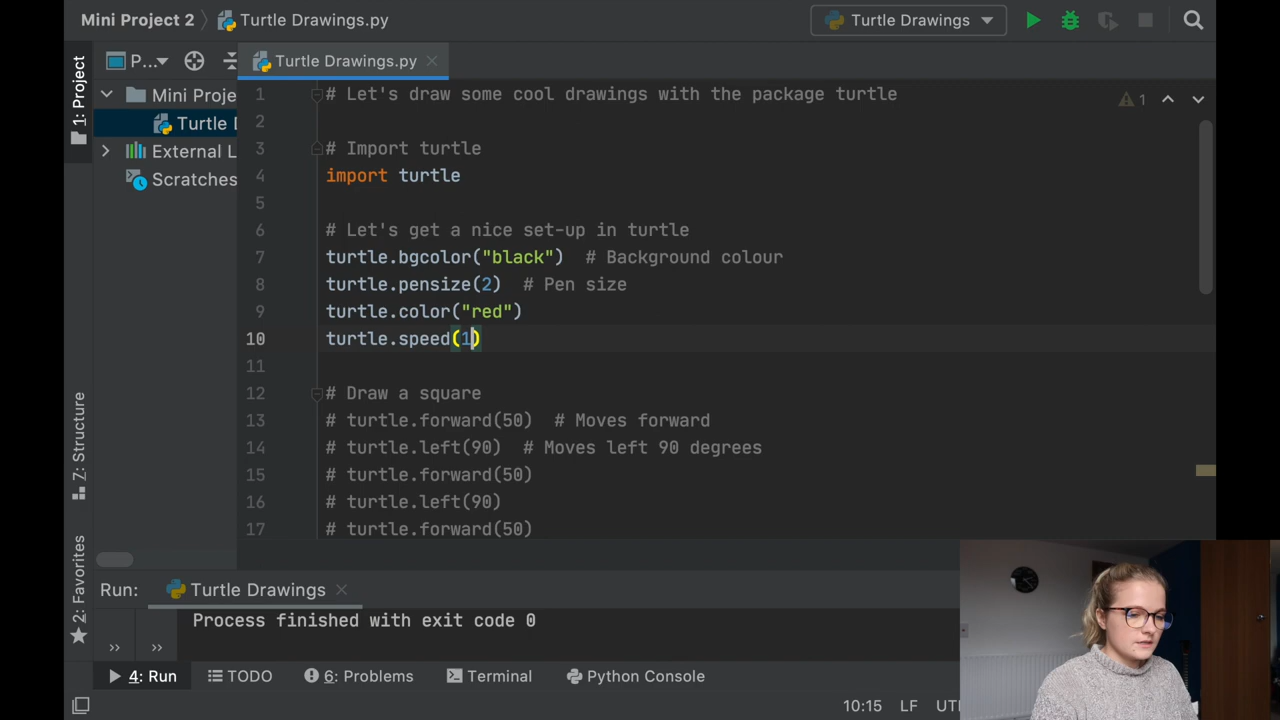 Mini Project 2
Turtle Drawings.py
Turtle Drawings
1: Project
P...
Turtle Drawings.py
Mini Proje
Turtle D
External L
Scratches
1 # Let's draw some cool drawings with the package turtle
2
3 # Import turtle
4 import turtle
5
6 # Let's get a nice set-up in turtle
7 turtle.bgcolor("black")  # Background colour
8 turtle.pensize(2)  # Pen size
9 turtle.color("red")
10 turtle.speed(1)
11
12 # Draw a square
13 # turtle.forward(50)  # Moves forward
14 # turtle.left(90)  # Moves left 90 degrees
15 # turtle.forward(50)
16 # turtle.left(90)
17 # turtle.forward(50)
1
Z: Structure
2: Favorites
Run: Turtle Drawings
Process finished with exit code 0
4: Run
TODO
6: Problems
Terminal
Python Console
10:15 LF UT